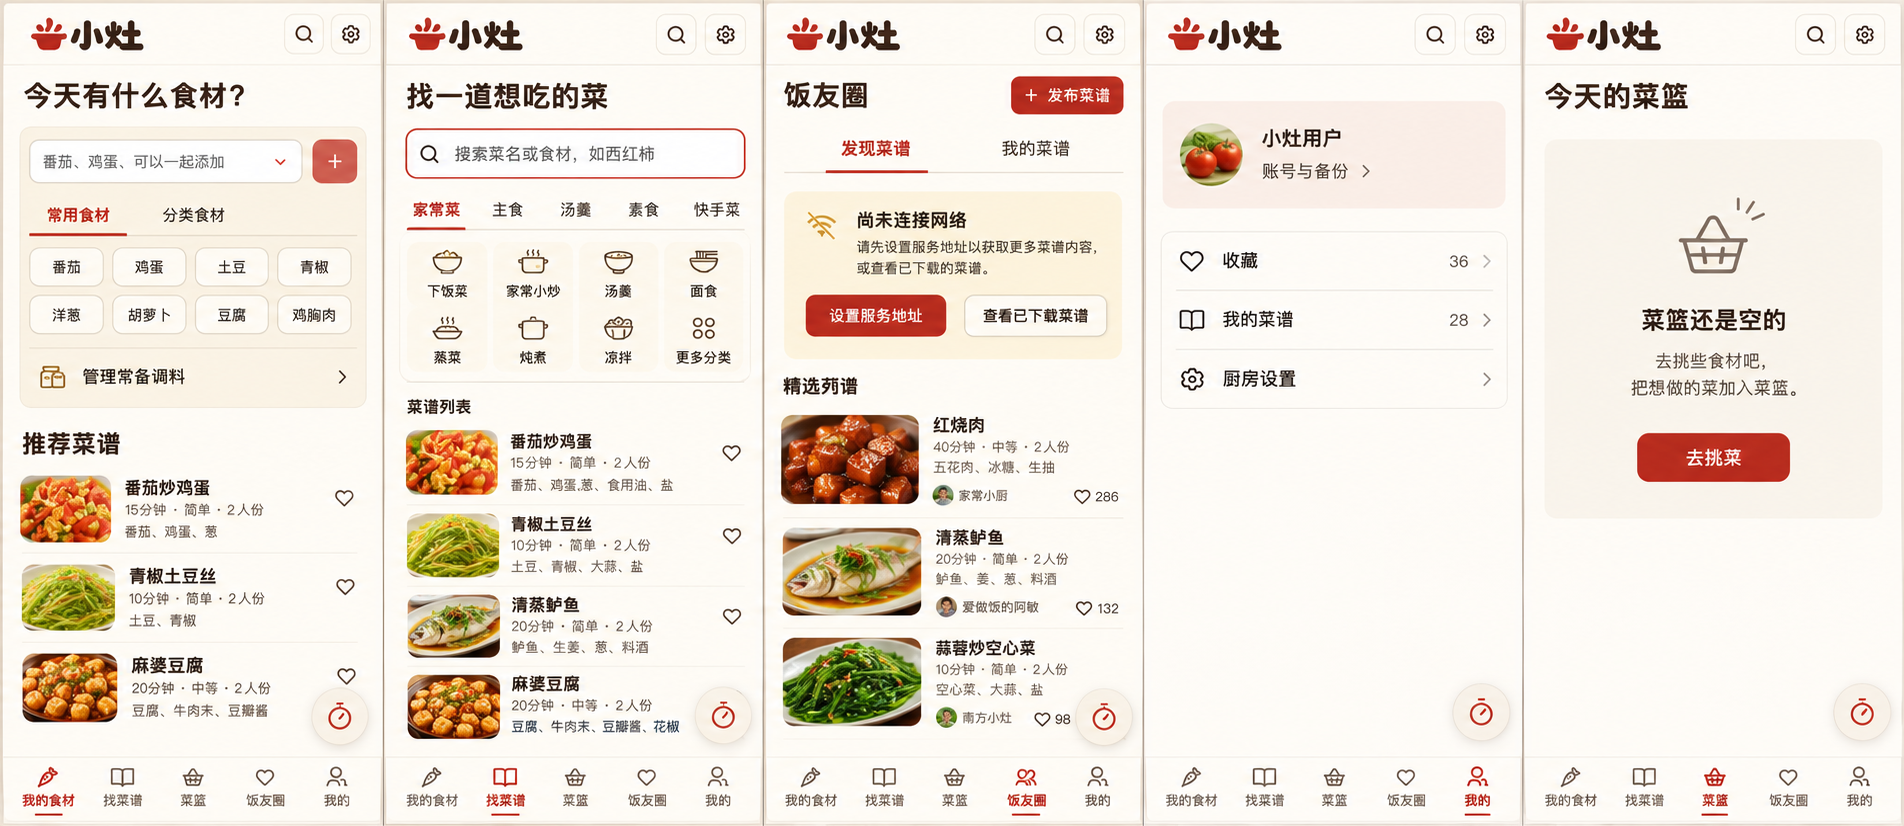 小灶
今天有什么食材?
番茄、鸡蛋、可以一起添加
常用食材
分类食材
番茄
鸡蛋
土豆
青椒
洋葱
胡萝卜
豆腐
鸡胸肉
管理常备调料
推荐菜谱
番茄炒鸡蛋
15分钟 · 简单 · 2人份
番茄、鸡蛋、葱
青椒土豆丝
10分钟 · 简单 · 2人份
土豆、青椒
麻婆豆腐
20分钟 · 中等 · 2人份
豆腐、牛肉末、豆瓣酱
我的食材
找菜谱
菜篮
饭友圈
我的
小灶
找一道想吃的菜
搜索菜名或食材，如西红柿
家常菜
主食
汤羹
素食
快手菜
下饭菜
家常小炒
汤羹
面食
蒸菜
炖煮
凉拌
更多分类
菜谱列表
番茄炒鸡蛋
15分钟 · 简单 · 2人份
番茄、鸡蛋.葱、食用油、盐
青椒土豆丝
10分钟 · 简单 · 2人份
土豆、青椒、大蒜、盐
清蒸鲈鱼
20分钟 · 简单 · 2人份
鲈鱼、生姜、葱、料酒
麻婆豆腐
20分钟 · 中等 · 2人份
豆腐、牛肉末、豆瓣酱、花椒
我的食材
找菜谱
菜篮
饭友圈
我的
小灶
饭友圈
+ 发布菜谱
发现菜谱
我的菜谱
尚未连接网络
请先设置服务地址以获取更多菜谱内容，
或查看已下载的菜谱。
设置服务地址
查看已下载菜谱
精选菜谱
红烧肉
40分钟 · 中等 · 2人份
五花肉、冰糖、生抽
家常小厨
286
清蒸鲈鱼
20分钟 · 简单 · 2人份
鲈鱼、姜、葱、料酒
爱做饭的阿敏
132
蒜蓉炒空心菜
10分钟 · 简单 · 2人份
空心菜、大蒜、盐
南方小灶
98
我的食材
找菜谱
菜篮
饭友圈
我的
小灶
小灶用户
账号与备份
收藏
36
我的菜谱
28
厨房设置
我的食材
找菜谱
菜篮
饭友圈
我的
小灶
今天的菜篮
菜篮还是空的
去挑些食材吧，
把想做的菜加入菜篮。
去挑菜
我的食材
找菜谱
菜篮
饭友圈
我的